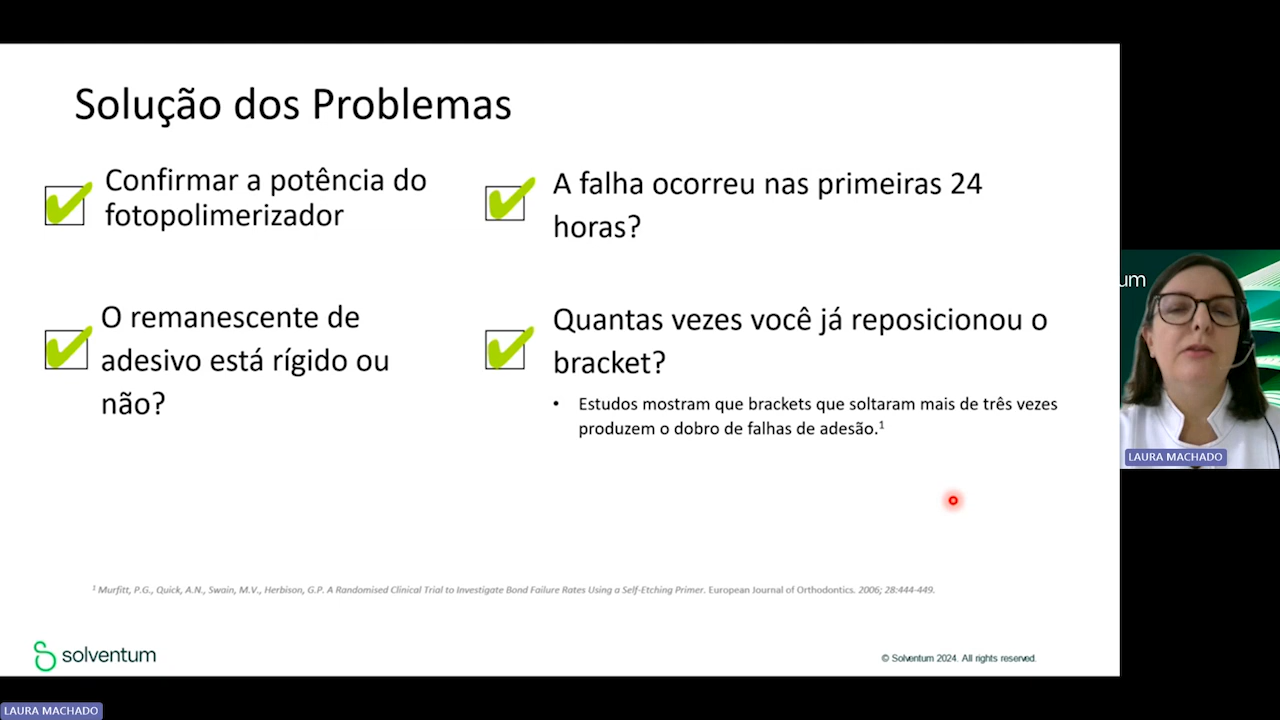 Solução dos Problemas
Confirmar a potência do
fotopolimerizador
A falha ocorreu nas primeiras 24
horas?
O remanescente de
adesivo está rígido ou
não?
Quantas vezes você já reposicionou o
bracket?
• Estudos mostram que brackets que soltaram mais de três vezes
produzem o dobro de falhas de adesão.¹
¹ Murfitt, P.G., Quick, A.N., Swain, M.V., Herbison, G.P. A Randomised Clinical Trial to Investigate Bond Failure Rates Using a Self-Etching Primer. European Journal of Orthodontics. 2006; 28:444-449.
solventum
© Solventum 2024. All rights reserved.
um
LAURA MACHADO
LAURA MACHADO